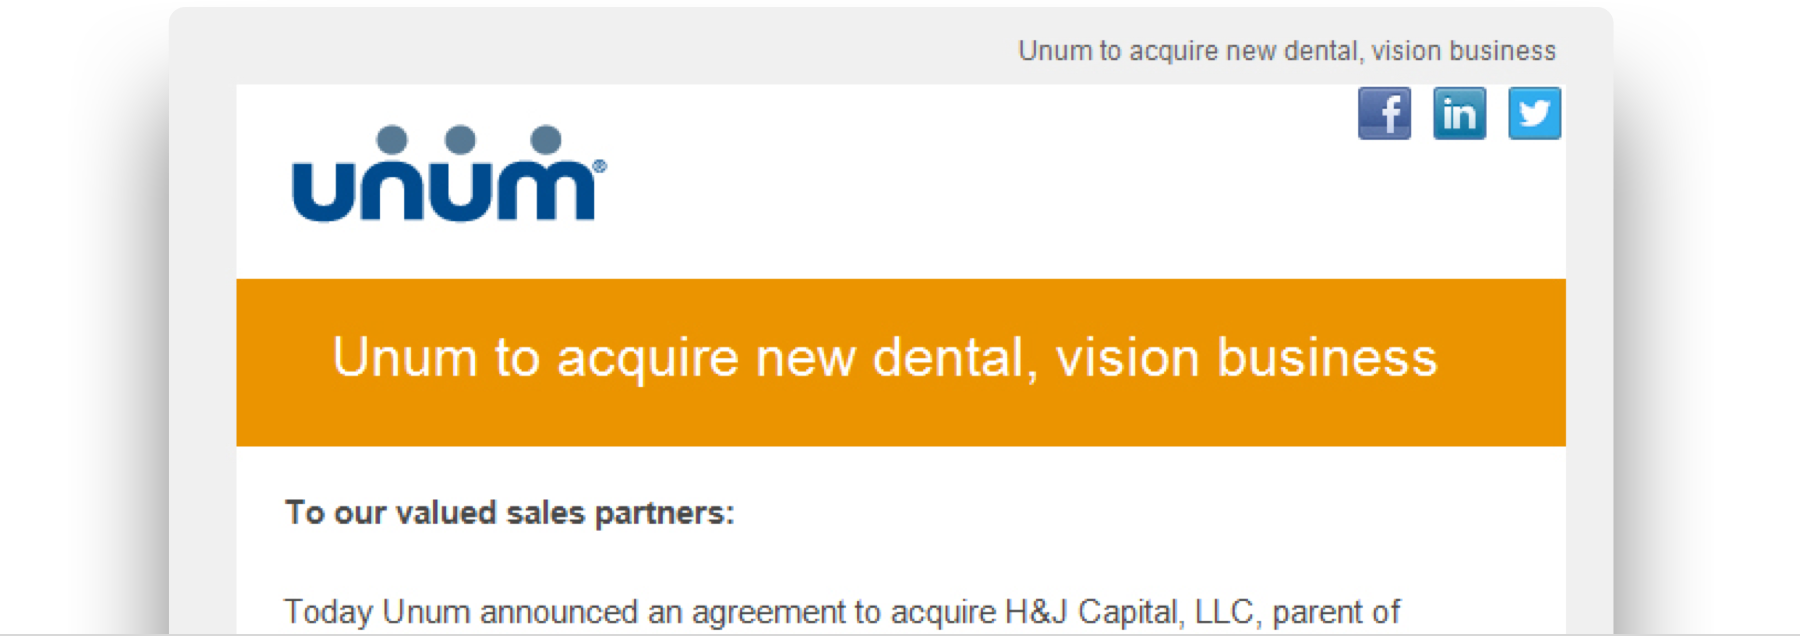 Unum to acquire new dental, vision business
f in
unum®
Unum to acquire new dental, vision business
To our valued sales partners:
Today Unum announced an agreement to acquire H&J Capital, LLC, parent of